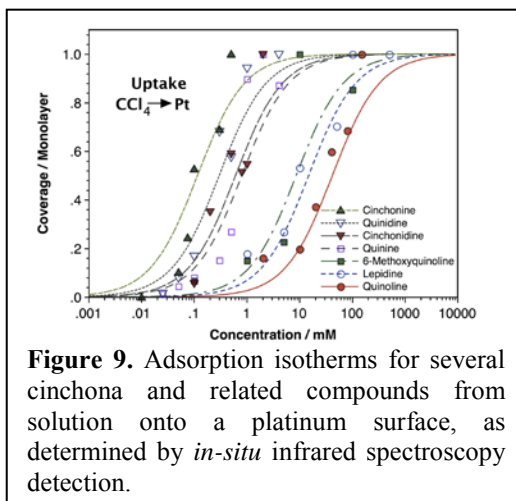 1.0
.8
.6
.4
.2
.0
Coverage / Monolayer
Uptake
CCl4 → Pt
Cinchonine
Quinidine
Cinchonidine
Quinine
6-Methoxyquinoline
Lepidine
Quinoline
.001 .01 .1 1 10 100 1000 10000
Concentration / mM
Figure 9. Adsorption isotherms for several
cinchona and related compounds from
solution onto a platinum surface, as
determined by in-situ infrared spectroscopy
detection.